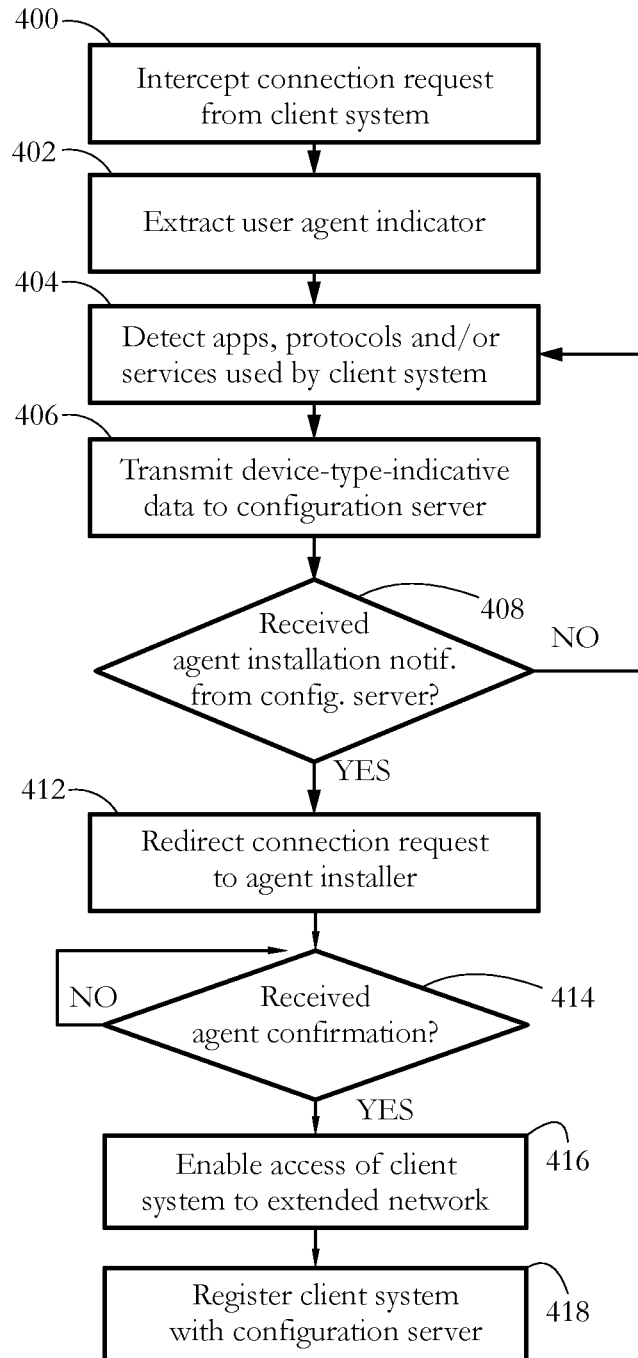 400
Intercept connection request
from client system
402
Extract user agent indicator
404
Detect apps, protocols and/or
services used by client system
406
Transmit device-type-indicative
data to configuration server
408
Received
agent installation notif.
from config. server?
NO
YES
412
Redirect connection request
to agent installer
414
Received
agent confirmation?
NO
YES
416
Enable access of client
system to extended network
418
Register client system
with configuration server